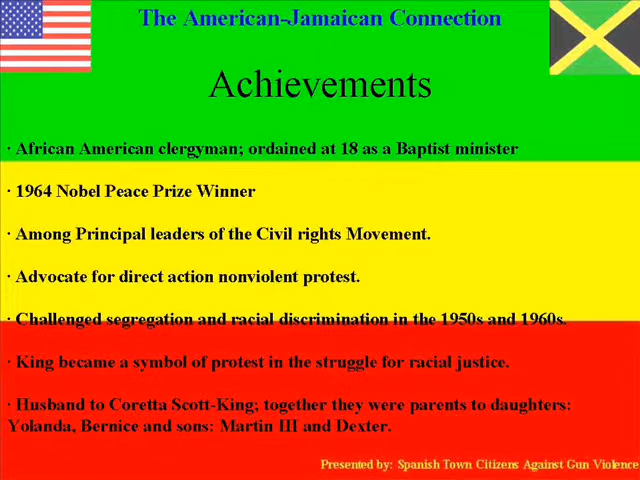 The American-Jamaican Connection
Achievements
· African American clergyman; ordained at 18 as a Baptist minister
· 1964 Nobel Peace Prize Winner
· Among Principal leaders of the Civil rights Movement.
· Advocate for direct action nonviolent protest.
· Challenged segregation and racial discrimination in the 1950s and 1960s.
· King became a symbol of protest in the struggle for racial justice.
· Husband to Coretta Scott-King; together they were parents to daughters:
Yolanda, Bernice and sons: Martin III and Dexter.
Presented by: Spanish Town Citizens Against Gun Violence